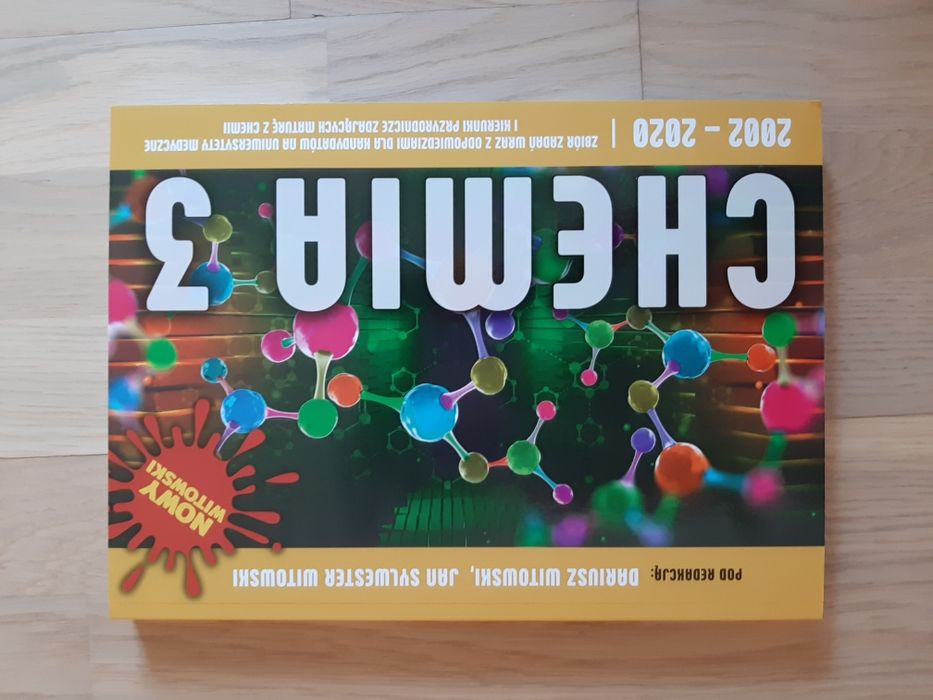 POD REDAKCJĄ: DARIUSZ WITOWSKI, JAN SYLWESTER WITOWSKI
NOWY
WITOWSKI
CHEMIA 3
2002 – 2020 |
ZBIÓR ZADAŃ WRAZ Z ODPOWIEDZIAMI DLA KANDYDATÓW NA UNIWERSYTETY MEDYCZNE
I KIERUNKI PRZYRODNICZE ZDAJĄCYCH MATURĘ Z CHEMII